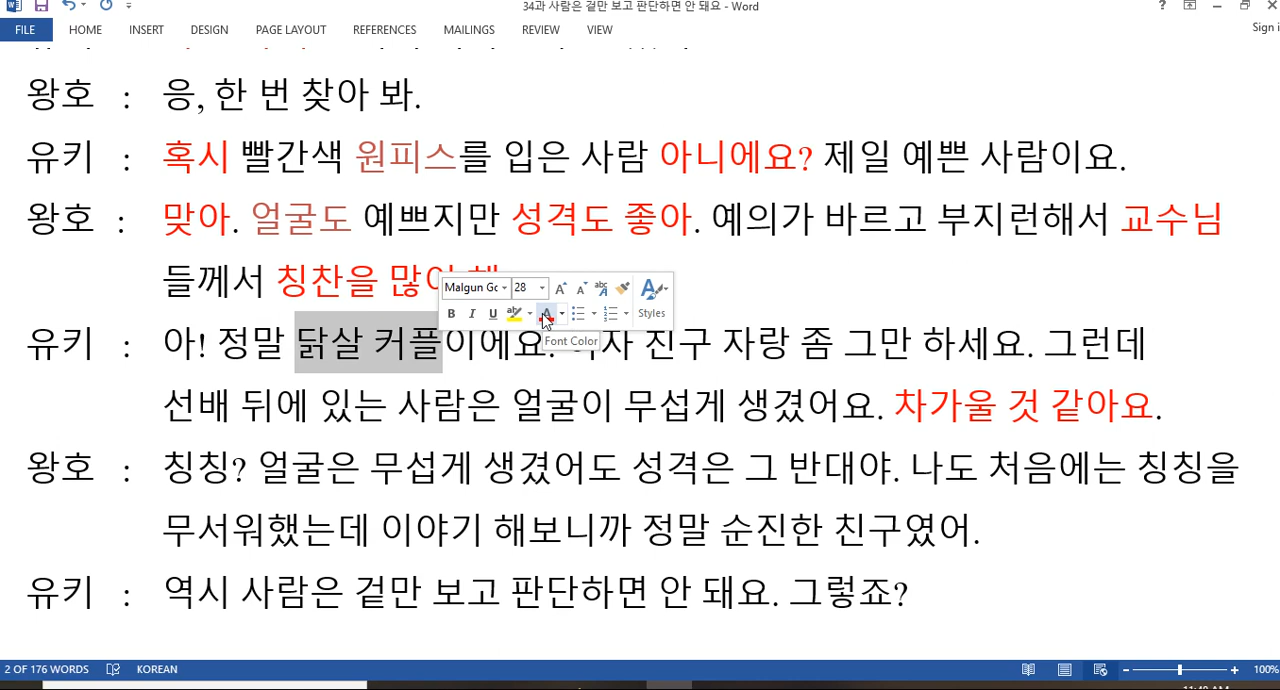 34과 사람은 겉만 보고 판단하면 안 돼요 - Word
FILE HOME INSERT DESIGN PAGE LAYOUT REFERENCES MAILINGS REVIEW VIEW Sign i
왕호 : 응, 한 번 찾아 봐.
유키 : 혹시 빨간색 원피스를 입은 사람 아니에요? 제일 예쁜 사람이요.
왕호 : 맞아. 얼굴도 예쁘지만 성격도 좋아. 예의가 바르고 부지런해서 교수님
들께서 칭찬을 많이 해
Malgun Gc 28
Styles
Font Color
유키 : 아! 정말 닭살 커플이에요. 여자 친구 자랑 좀 그만 하세요. 그런데
선배 뒤에 있는 사람은 얼굴이 무섭게 생겼어요. 차가울 것 같아요.
왕호 : 칭칭? 얼굴은 무섭게 생겼어도 성격은 그 반대야. 나도 처음에는 칭칭을
무서워했는데 이야기 해보니까 정말 순진한 친구였어.
유키 : 역시 사람은 겉만 보고 판단하면 안 돼요. 그렇죠?
2 OF 176 WORDS KOREAN 100%